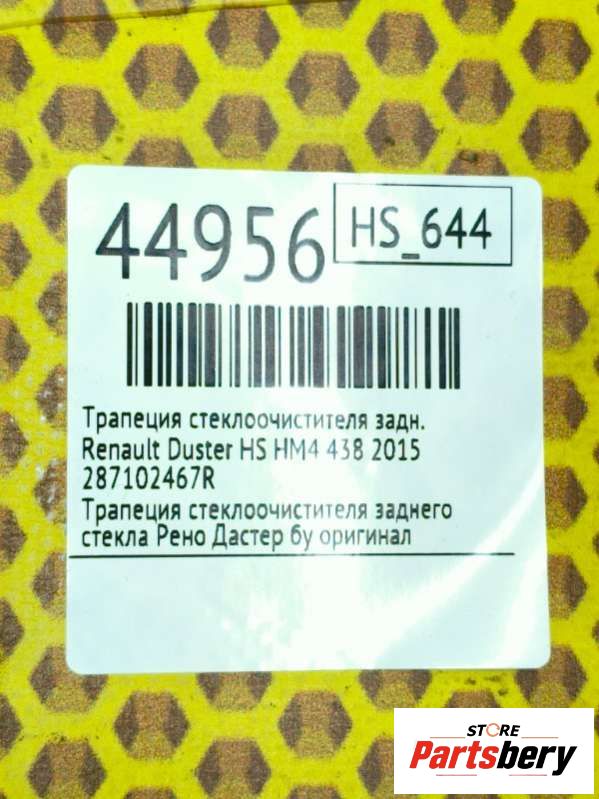 44956
HS_644
Трапеция стеклоочистителя задн.
Renault Duster HS HM4 438 2015
287102467R
Трапеция стеклоочистителя заднего
стекла Рено Дастер бу оригинал
STORE
Partsbery